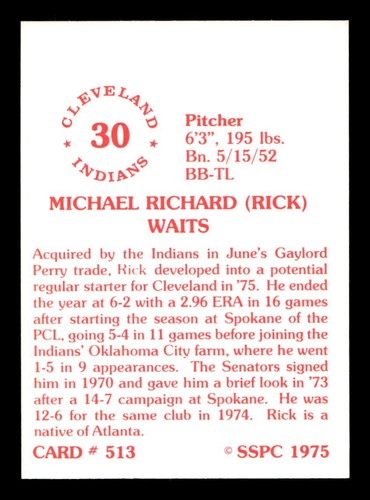 CLEVELAND
30
INDIANS
Pitcher
6'3", 195 lbs.
Bn. 5/15/52
BB-TL
MICHAEL RICHARD (RICK)
WAITS
Acquired by the Indians in June's Gaylord
Perry trade, Rick developed into a potential
regular starter for Cleveland in '75. He ended
the year at 6-2 with a 2.96 ERA in 16 games
after starting the season at Spokane of the
PCL, going 5-4 in 11 games before joining the
Indians' Oklahoma City farm, where he went
1-5 in 9 appearances. The Senators signed
him in 1970 and gave him a brief look in '73
after a 14-7 campaign at Spokane. He was
12-6 for the same club in 1974. Rick is a
native of Atlanta.
CARD # 513
© SSPC 1975